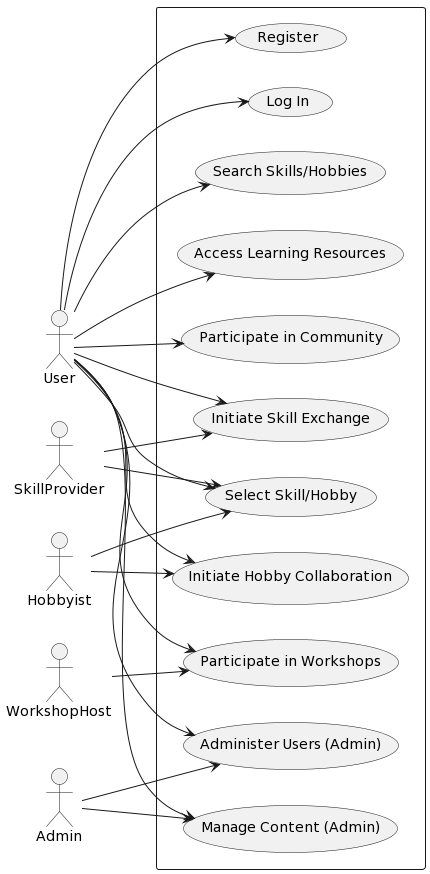 Register
Log In
Search Skills/Hobbies
Access Learning Resources
Participate in Community
User
Initiate Skill Exchange
SkillProvider
Select Skill/Hobby
Initiate Hobby Collaboration
Hobbyist
Participate in Workshops
WorkshopHost
Administer Users (Admin)
Manage Content (Admin)
Admin